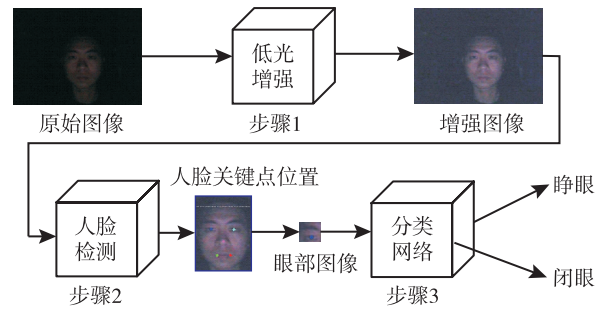 低光
增强
原始图像
步骤1
增强图像
人脸关键点位置
人脸
检测
步骤2
眼部图像
分类
网络
步骤3
睁眼
闭眼